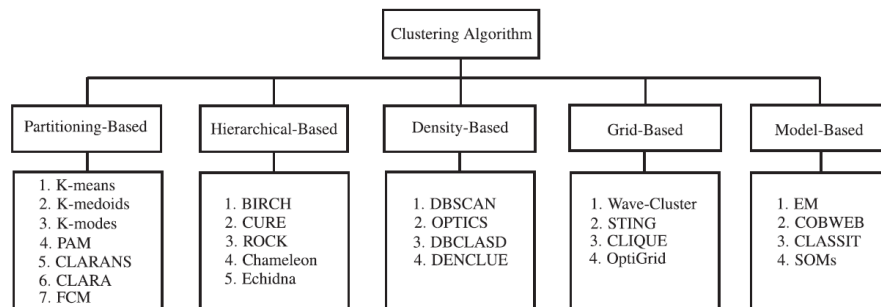 Clustering Algorithm
Partitioning-Based
Hierarchical-Based
Density-Based
Grid-Based
Model-Based
1. K-means
2. K-medoids
3. K-modes
4. PAM
5. CLARANS
6. CLARA
7. FCM
1. BIRCH
2. CURE
3. ROCK
4. Chameleon
5. Echidna
1. DBSCAN
2. OPTICS
3. DBCLASD
4. DENCLUE
1. Wave-Cluster
2. STING
3. CLIQUE
4. OptiGrid
1. EM
2. COBWEB
3. CLASSIT
4. SOMs